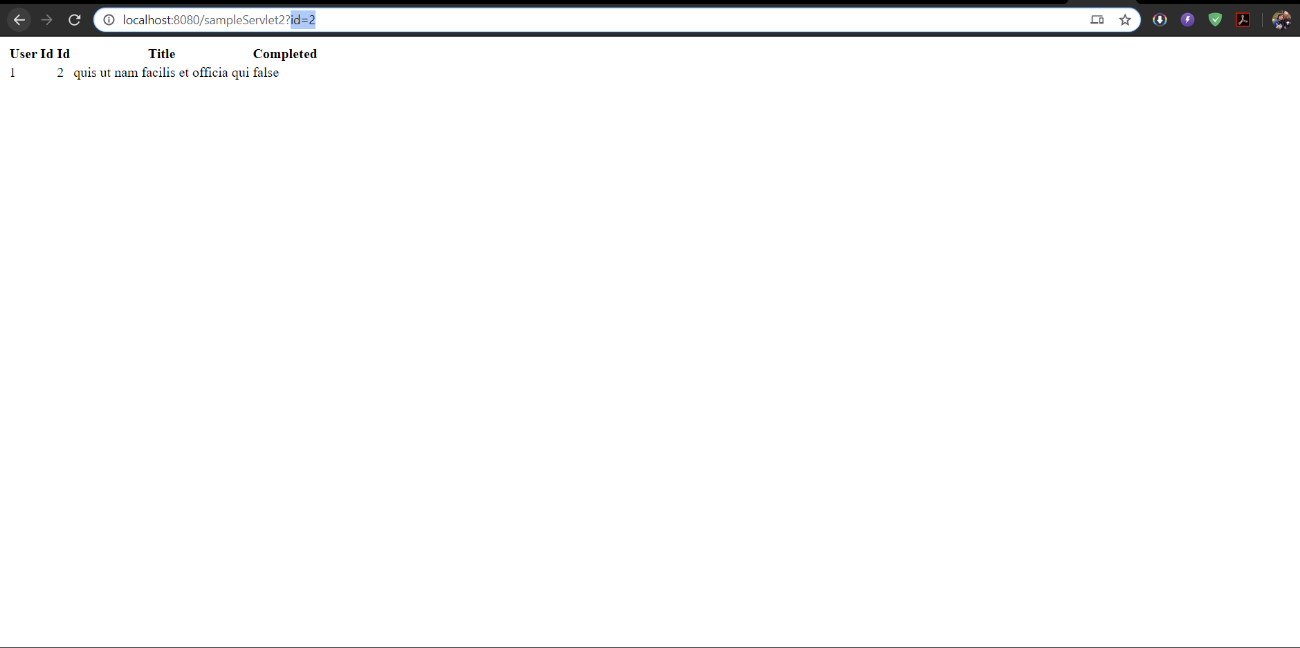 localhost:8080/sampleServlet2?id=2
User Id Id Title Completed
1 2 quis ut nam facilis et officia qui false